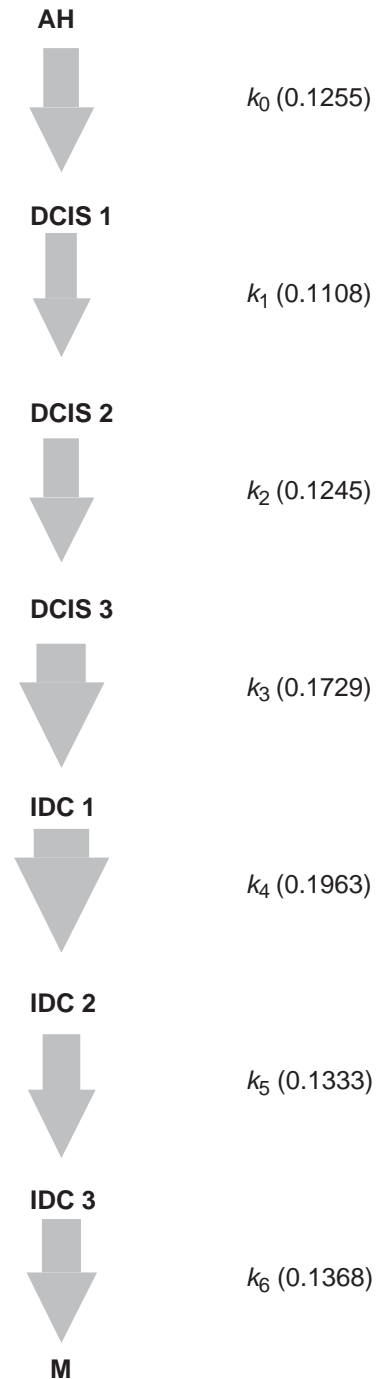 AH
k0 (0.1255)
DCIS 1
k1 (0.1108)
DCIS 2
k2 (0.1245)
DCIS 3
k3 (0.1729)
IDC 1
k4 (0.1963)
IDC 2
k5 (0.1333)
IDC 3
k6 (0.1368)
M